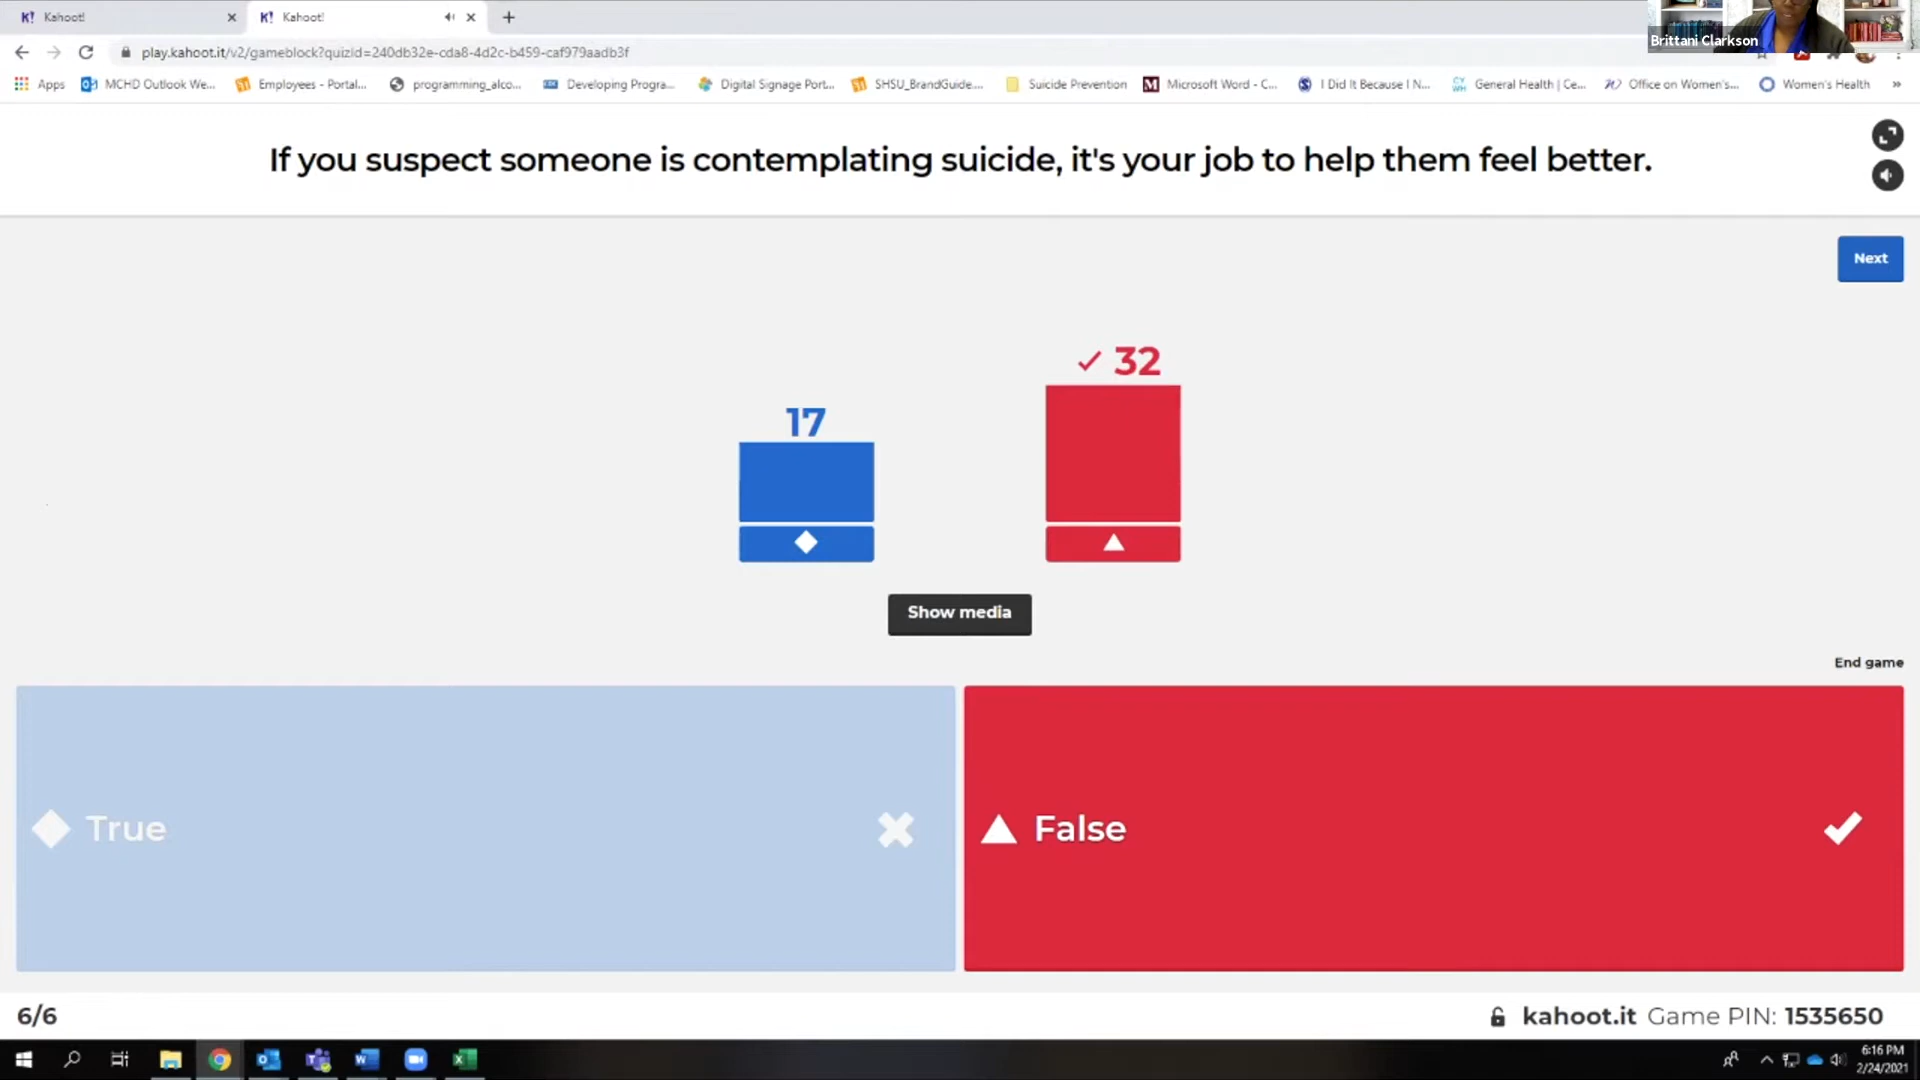 K! Kahoot!
K! Kahoot!
play.kahoot.it/v2/gameblock?quizId=240db32e-cda8-4d2c-b459-caf979aadb3f
Brittani Clarkson
Apps
MCHD Outlook We...
Employees - Portal...
programming_alco...
Developing Progra...
Digital Signage Port...
SHSU_BrandGuide....
Suicide Prevention
Microsoft Word - C...
I Did It Because I N...
General Health | Ce...
Office on Women's...
Women's Health
If you suspect someone is contemplating suicide, it's your job to help them feel better.
Next
17
32
Show media
End game
True
False
6/6
kahoot.it Game PIN: 1535650
6:16 PM
2/24/2021